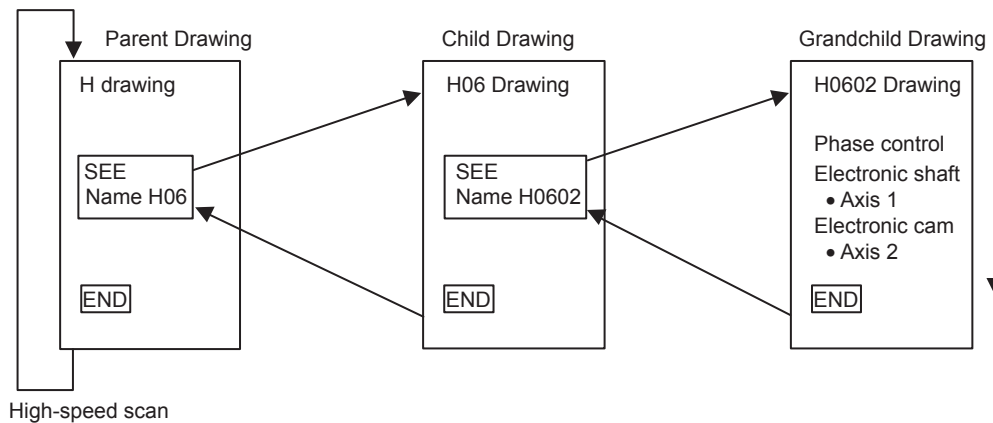 Parent Drawing
Child Drawing
Grandchild Drawing
H drawing
SEE
Name H06
END
H06 Drawing
SEE
Name H0602
END
H0602 Drawing
Phase control
Electronic shaft
• Axis 1
Electronic cam
• Axis 2
END
High-speed scan